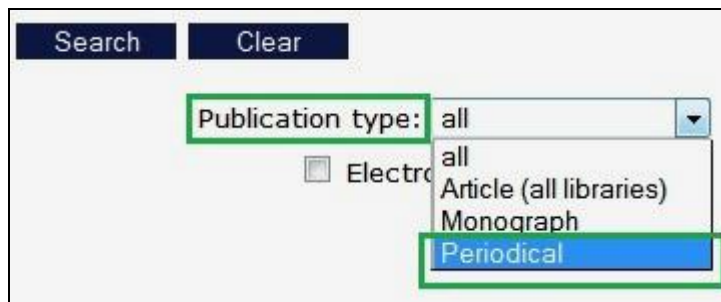 Search Clear
Publication type: all
all
Electro
Article (all libraries)
Monograph
Periodical